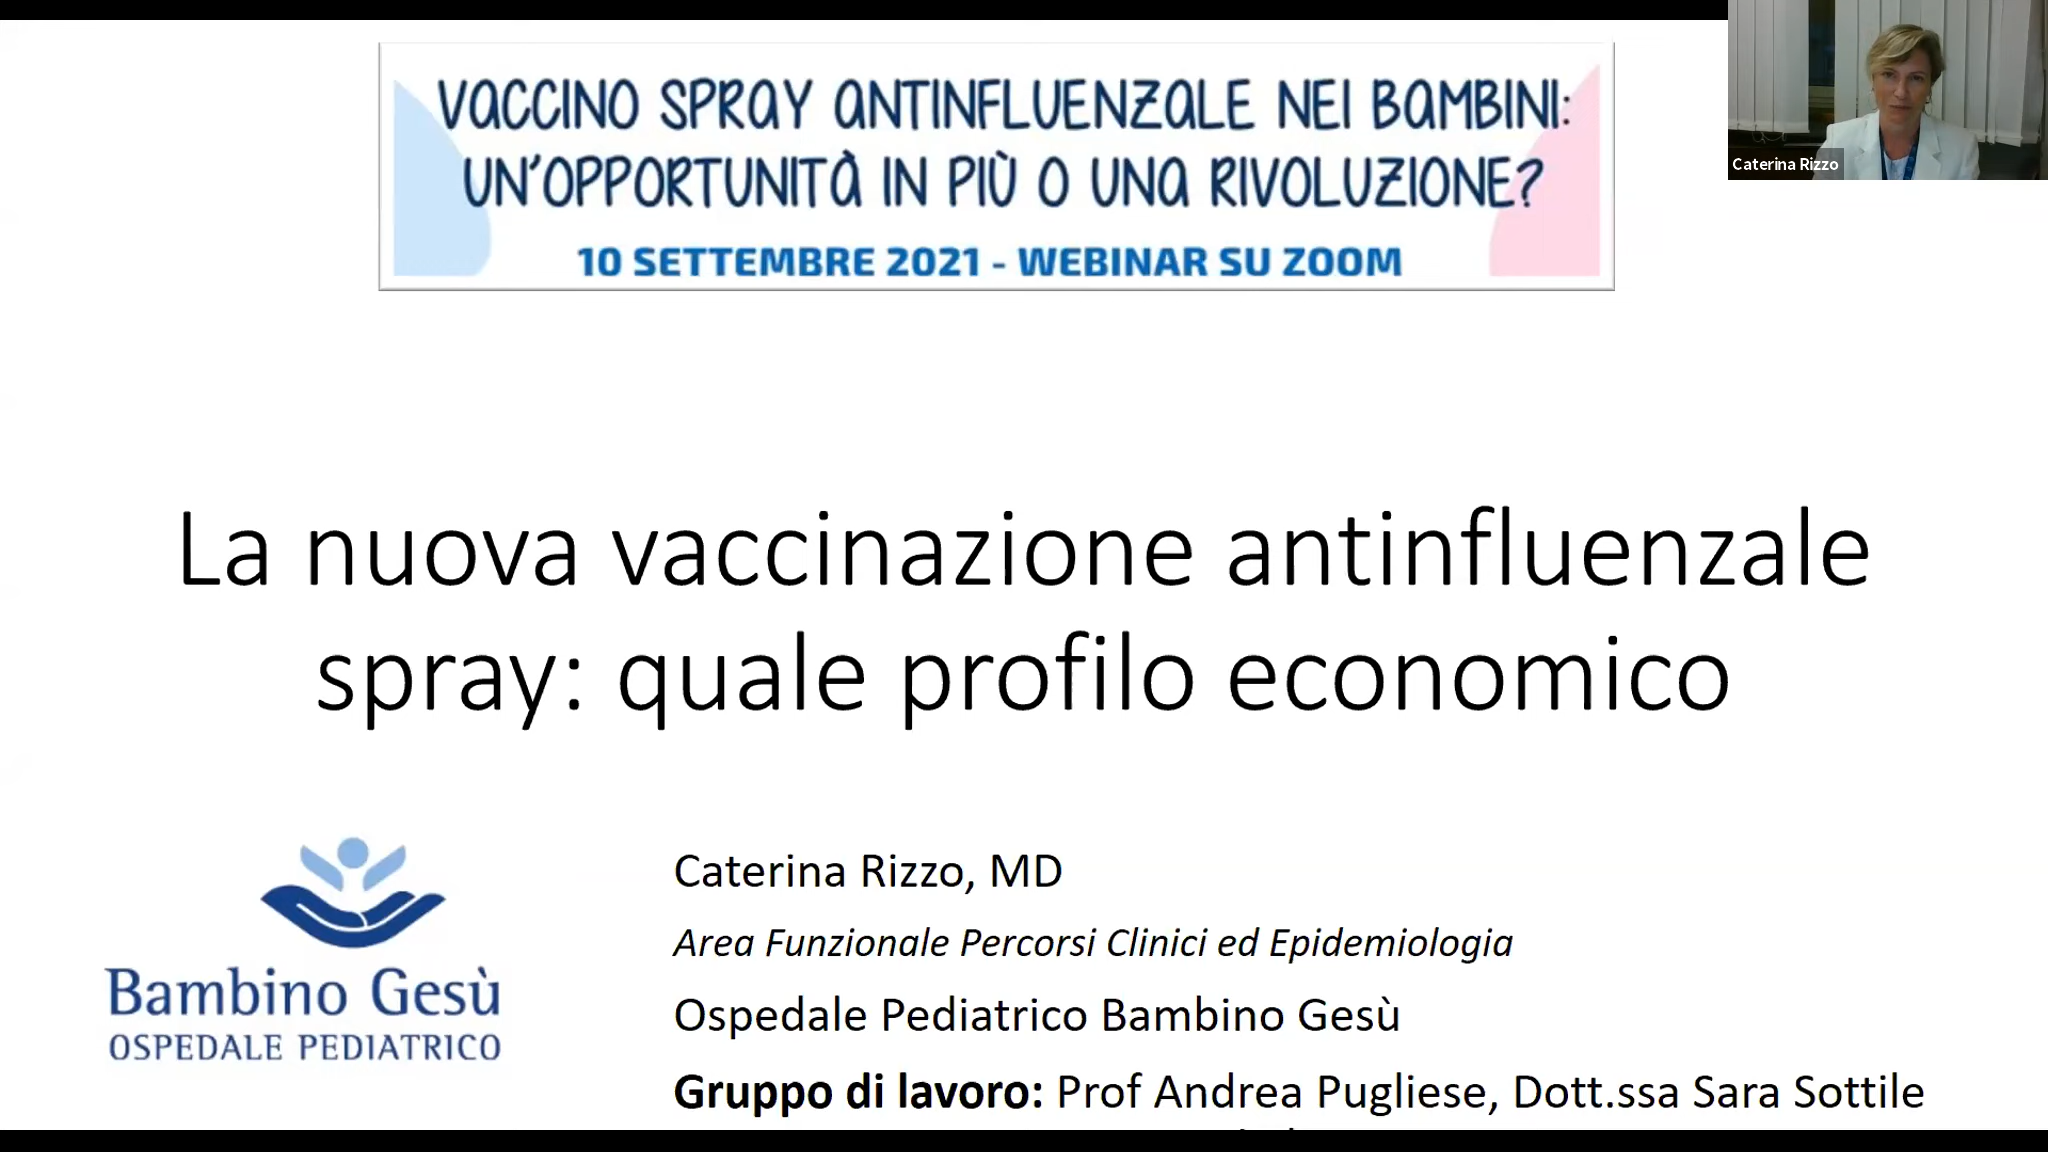 VACCINO SPRAY ANTINFLUENZALE NEI BAMBINI:
UN'OPPORTUNITÀ IN PIÙ O UNA RIVOLUZIONE?
10 SETTEMBRE 2021 - WEBINAR SU ZOOM
Caterina Rizzo
La nuova vaccinazione antinfluenzale
spray: quale profilo economico
Bambino Gesù
OSPEDALE PEDIATRICO
Caterina Rizzo, MD
Area Funzionale Percorsi Clinici ed Epidemiologia
Ospedale Pediatrico Bambino Gesù
Gruppo di lavoro: Prof Andrea Pugliese, Dott.ssa Sara Sottile